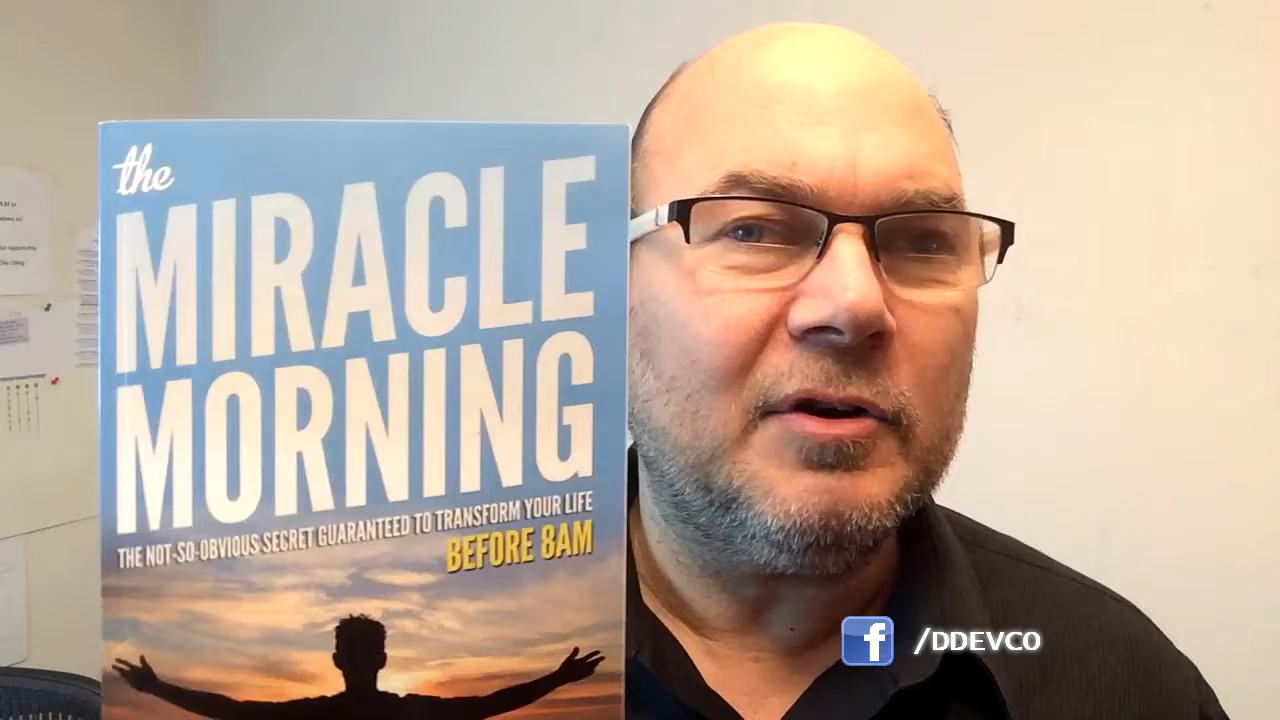 the
MIRACLE
MORNING
THE NOT-SO-OBVIOUS SECRET GUARANTEED TO TRANSFORM YOUR LIFE
BEFORE 8AM
f /DDEVCO